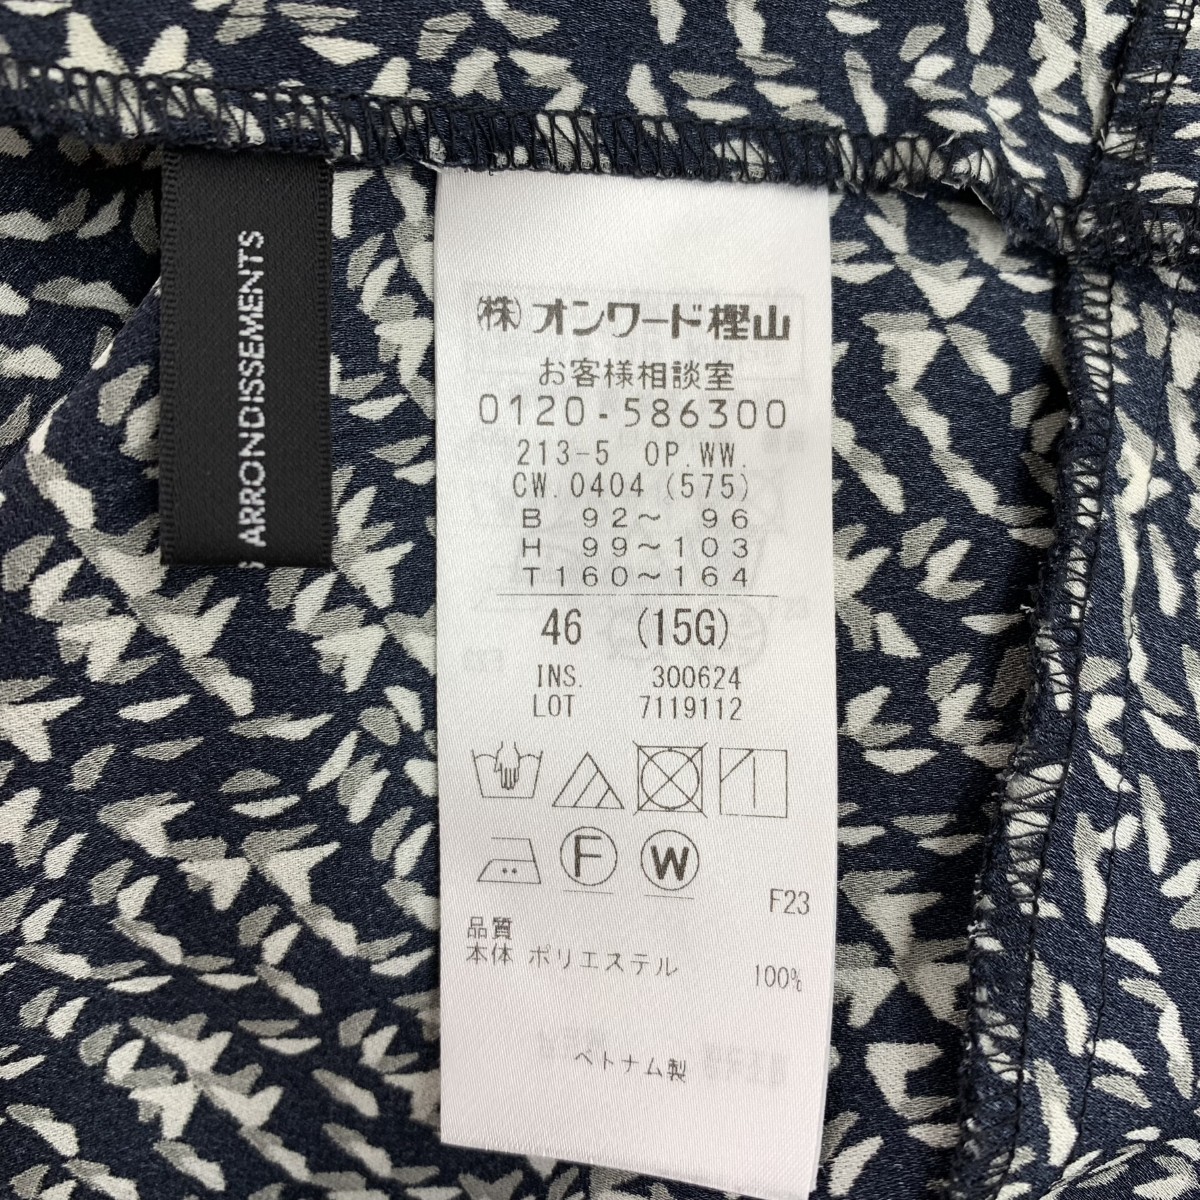 S ARRONDISSEMENTS
㈱オンワード樫山
お客様相談室
0120-586300
213-5 OP.WW.
CW.0404 (575)
B 92～ 96
H 99～103
T160～164
46 (15G)
INS. 300624
LOT 7119112
F
W
F23
品質
本体 ポリエステル 100%
ベトナム製